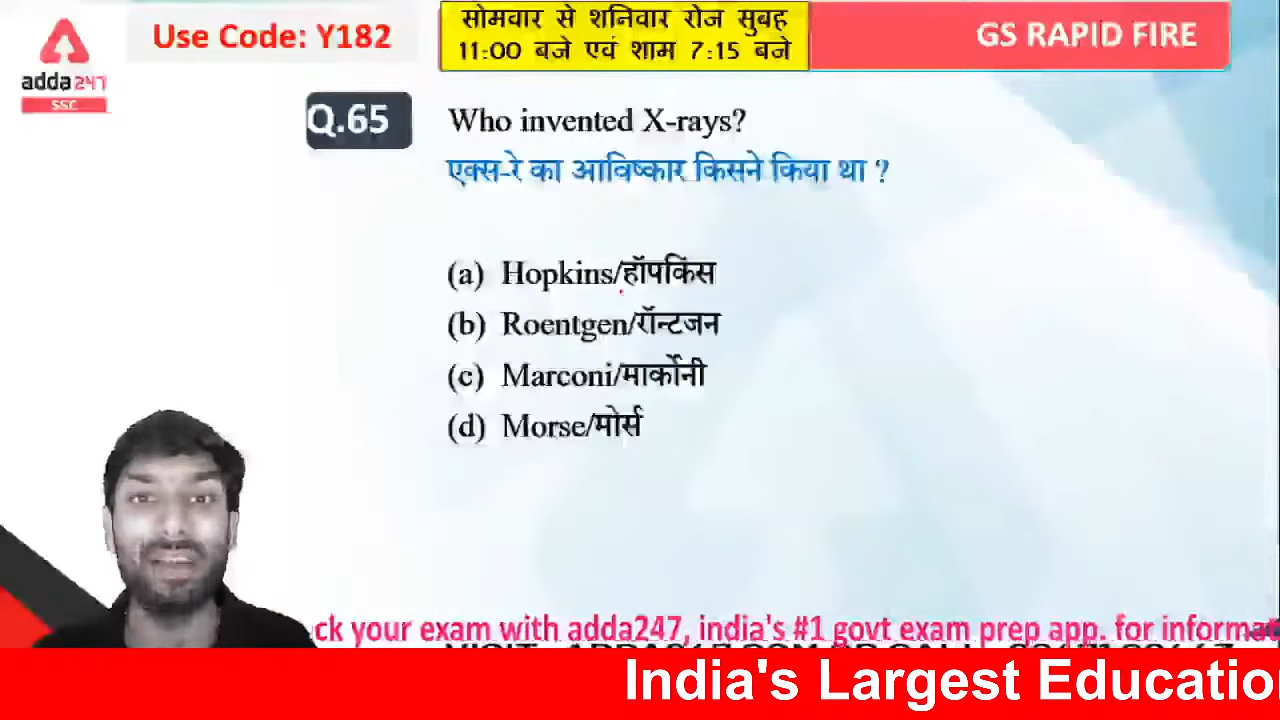 Use Code: Y182
सोमवार से शनिवार रोज सुबह
11:00 बजे एवं शाम 7:15 बजे
GS RAPID FIRE
adda247
SSC
Q.65
Who invented X-rays?
एक्स-रे का आविष्कार किसने किया था ?
(a) Hopkins/हॉपकिंस
(b) Roentgen/रॉन्टजन
(c) Marconi/मार्कोनी
(d) Morse/मोर्स
ck your exam with adda247, india's #1 govt exam prep app. for informat
India's Largest Educatio